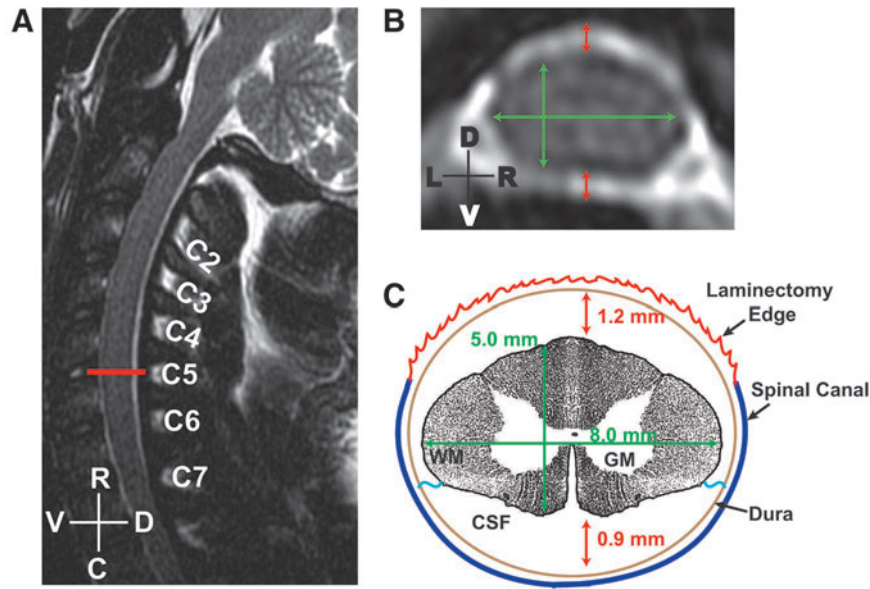 A
C2
C3
C4
C5
C6
C7
R
V
D
C
B
D
L
R
V
C
Laminectomy
Edge
1.2 mm
5.0 mm
Spinal Canal
8.0 mm
WM
GM
CSF
Dura
0.9 mm